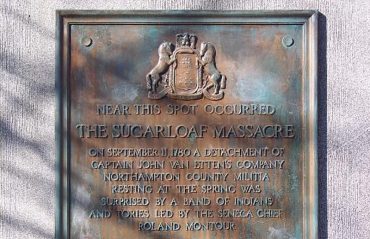 NEAR THIS SPOT OCCURRED
THE SUGARLOAF MASSACRE
ON SEPTEMBER 11, 1780 A DETACHMENT OF
CAPTAIN JOHN VAN ETTEN'S COMPANY
NORTHAMPTON COUNTY MILITIA
RESTING AT THE SPRING WAS
SURPRISED BY A BAND OF INDIANS
AND TORIES LED BY THE SENECA CHIEF
ROLAND MONTOUR